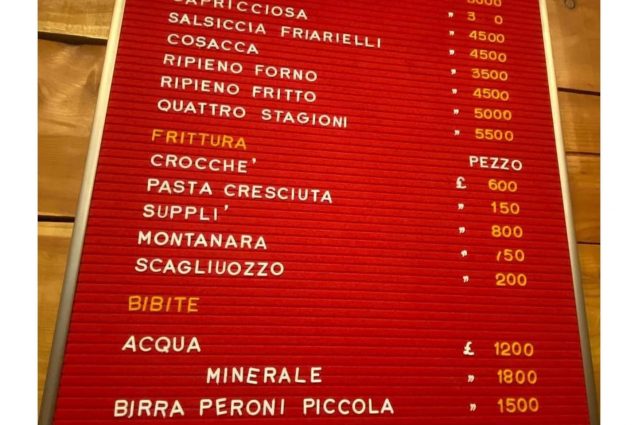 CAPRICCIOSA " 4500
SALSICCIA FRIARIELLI " 4500
COSACCA " 3500
RIPIENO FORNO " 4500
RIPIENO FRITTO " 5000
QUATTRO STAGIONI " 5500
FRITTURA PEZZO
CROCCHE' £ 600
PASTA CRESCIUTA " 150
SUPPLI' " 800
MONTANARA "
SCAGLIUOZZO " 200
BIBITE
ACQUA £ 1200
MINERALE " 1800
BIRRA PERONI PICCOLA " 1500